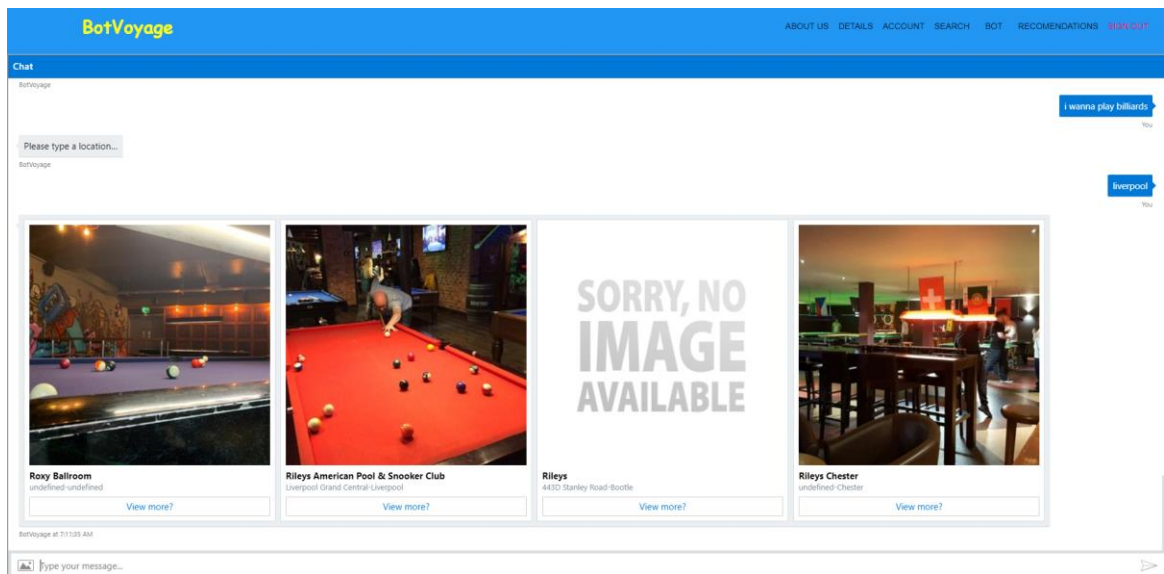 BotVoyage
ABOUT US DETAILS ACCOUNT SEARCH BOT RECOMENDATIONS SIGN OUT
Chat
BotVoyage
i wanna play billiards
You
Please type a location...
BotVoyage
liverpool
You
SORRY, NO
IMAGE
AVAILABLE
Roxy Ballroom
undefined-undefined
View more?
Rileys American Pool & Snooker Club
Liverpool Grand Central-Liverpool
View more?
Rileys
443D Stanley Road-Bootle
View more?
Rileys Chester
undefined-Chester
View more?
BotVoyage at 7:11:35 AM
Type your message...